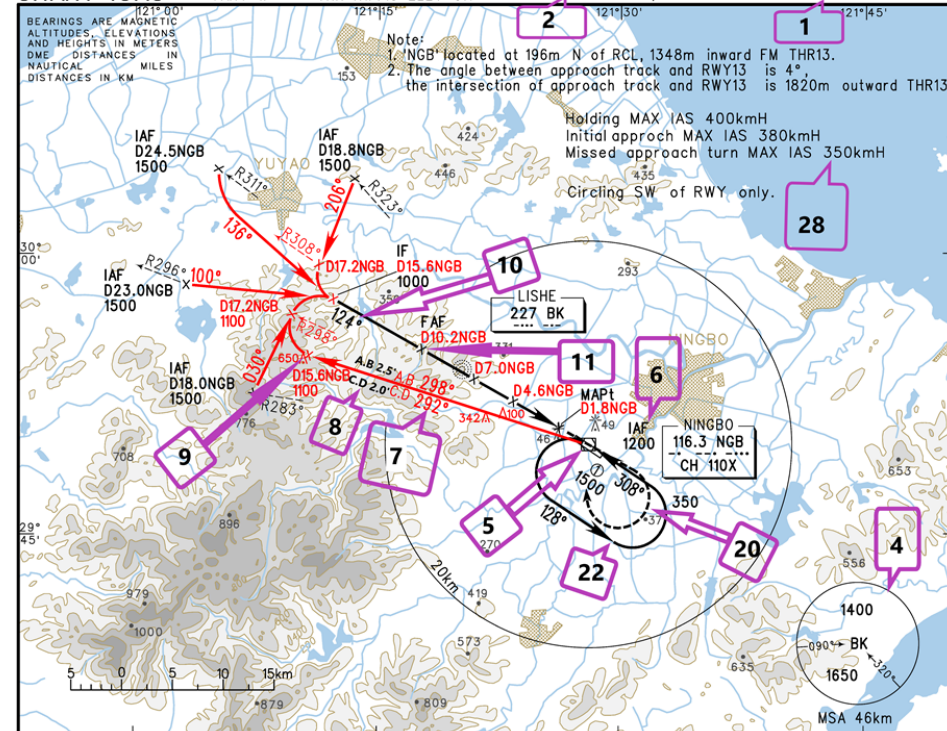 121°00'
121°15'
121°30'
121°45'
BEARINGS ARE MAGNETIC
ALTITUDES, ELEVATIONS
AND HEIGHTS IN METERS
DME DISTANCES IN
NAUTICAL MILES
DISTANCES IN KM
2
1
Note:
1. 'NGB' located at 196m N of RCL, 1348m inward FM THR13.
2. The angle between approach track and RWY13 is 4°,
the intersection of approach track and RWY13 is 1820m outward THR13
Holding MAX IAS 400kmH
Initial approch MAX IAS 380kmH
Missed approach turn MAX IAS 350kmH
Circling SW of RWY only.
28
153
424
446
435
293
IAF
D24.5NGB
1500
IAF
D18.8NGB
1500
YUYAO
R311°
R323°
206°
136°
R308°
30°
00'
R296°
100°
IAF
D23.0NGB
1500
D17.2NGB
IF
D15.6NGB
1000
10
D17.2NGB
1100
124°
LISHE
227 BK
R298°
FAF
D10.2NGB
331
11
NINGBO
650
D15.6NGB
1100
030°
A.B 2.5°
A.B 298°
C.D 2.0°
C.D 292°
D7.0NGB
D4.6NGB
6
IAF
D18.0NGB
1500
R283°
776
8
7
342
100
MAPt
D1.8NGB
49
46
IAF
1200
NINGBO
116.3 NGB
CH 110X
9
708
653
5
1500
308°
350
128°
37
270
22
20
4
29°
45'
896
556
20km
979
1000
419
573
635
1400
090°
BK
320°
1650
MSA 46km
5 0 5 10 15km
879
809